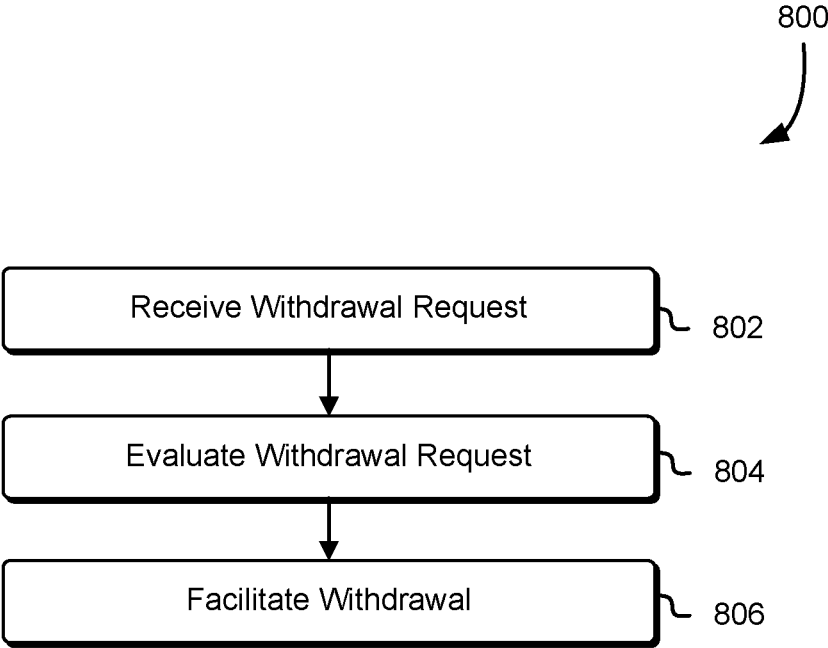 800
Receive Withdrawal Request
802
Evaluate Withdrawal Request
804
Facilitate Withdrawal
806